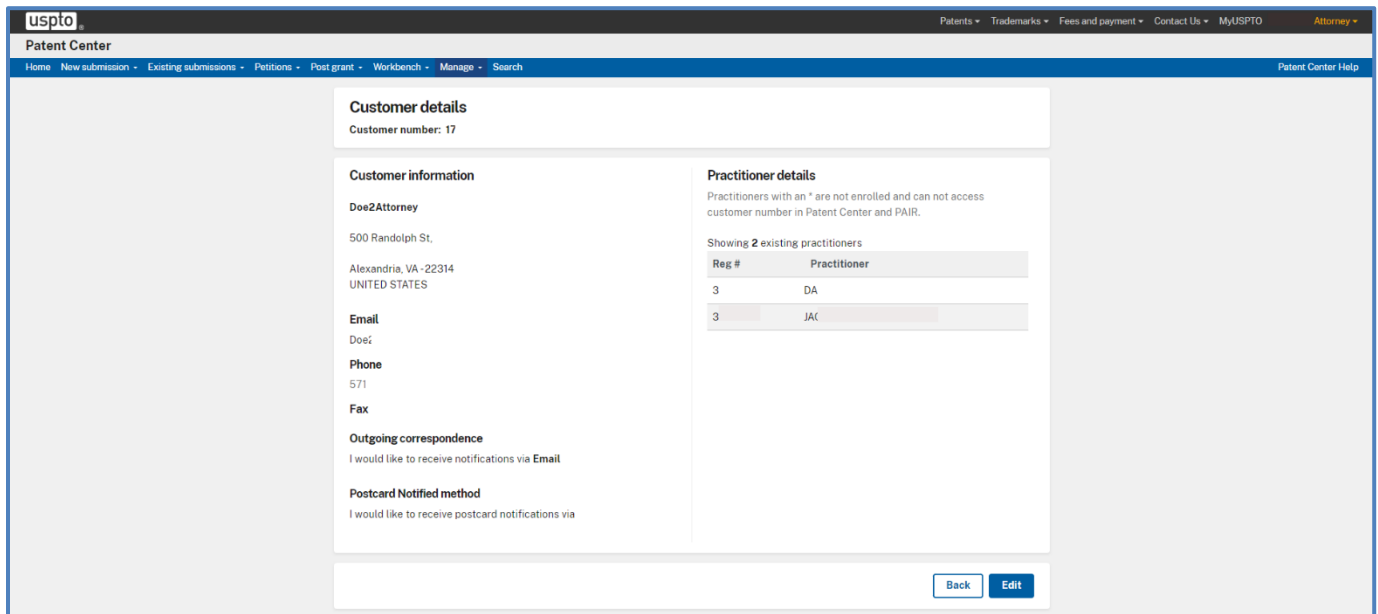 uspto®
Patents Trademarks Fees and payment Contact Us MyUSPTO Attorney
Patent Center
Home New submission Existing submissions Petitions Post grant Workbench Manage Search Patent Center Help
Customer details
Customer number: 17
Customer information
Doe2Attorney
500 Randolph St,
Alexandria, VA -22314
UNITED STATES
Email
Doe2
Phone
571
Fax
Outgoing correspondence
I would like to receive notifications via Email
Postcard Notified method
I would like to receive postcard notifications via
Practitioner details
Practitioners with an * are not enrolled and can not access
customer number in Patent Center and PAIR.
Showing 2 existing practitioners
Reg # Practitioner
3 DA
3 JA
Back Edit